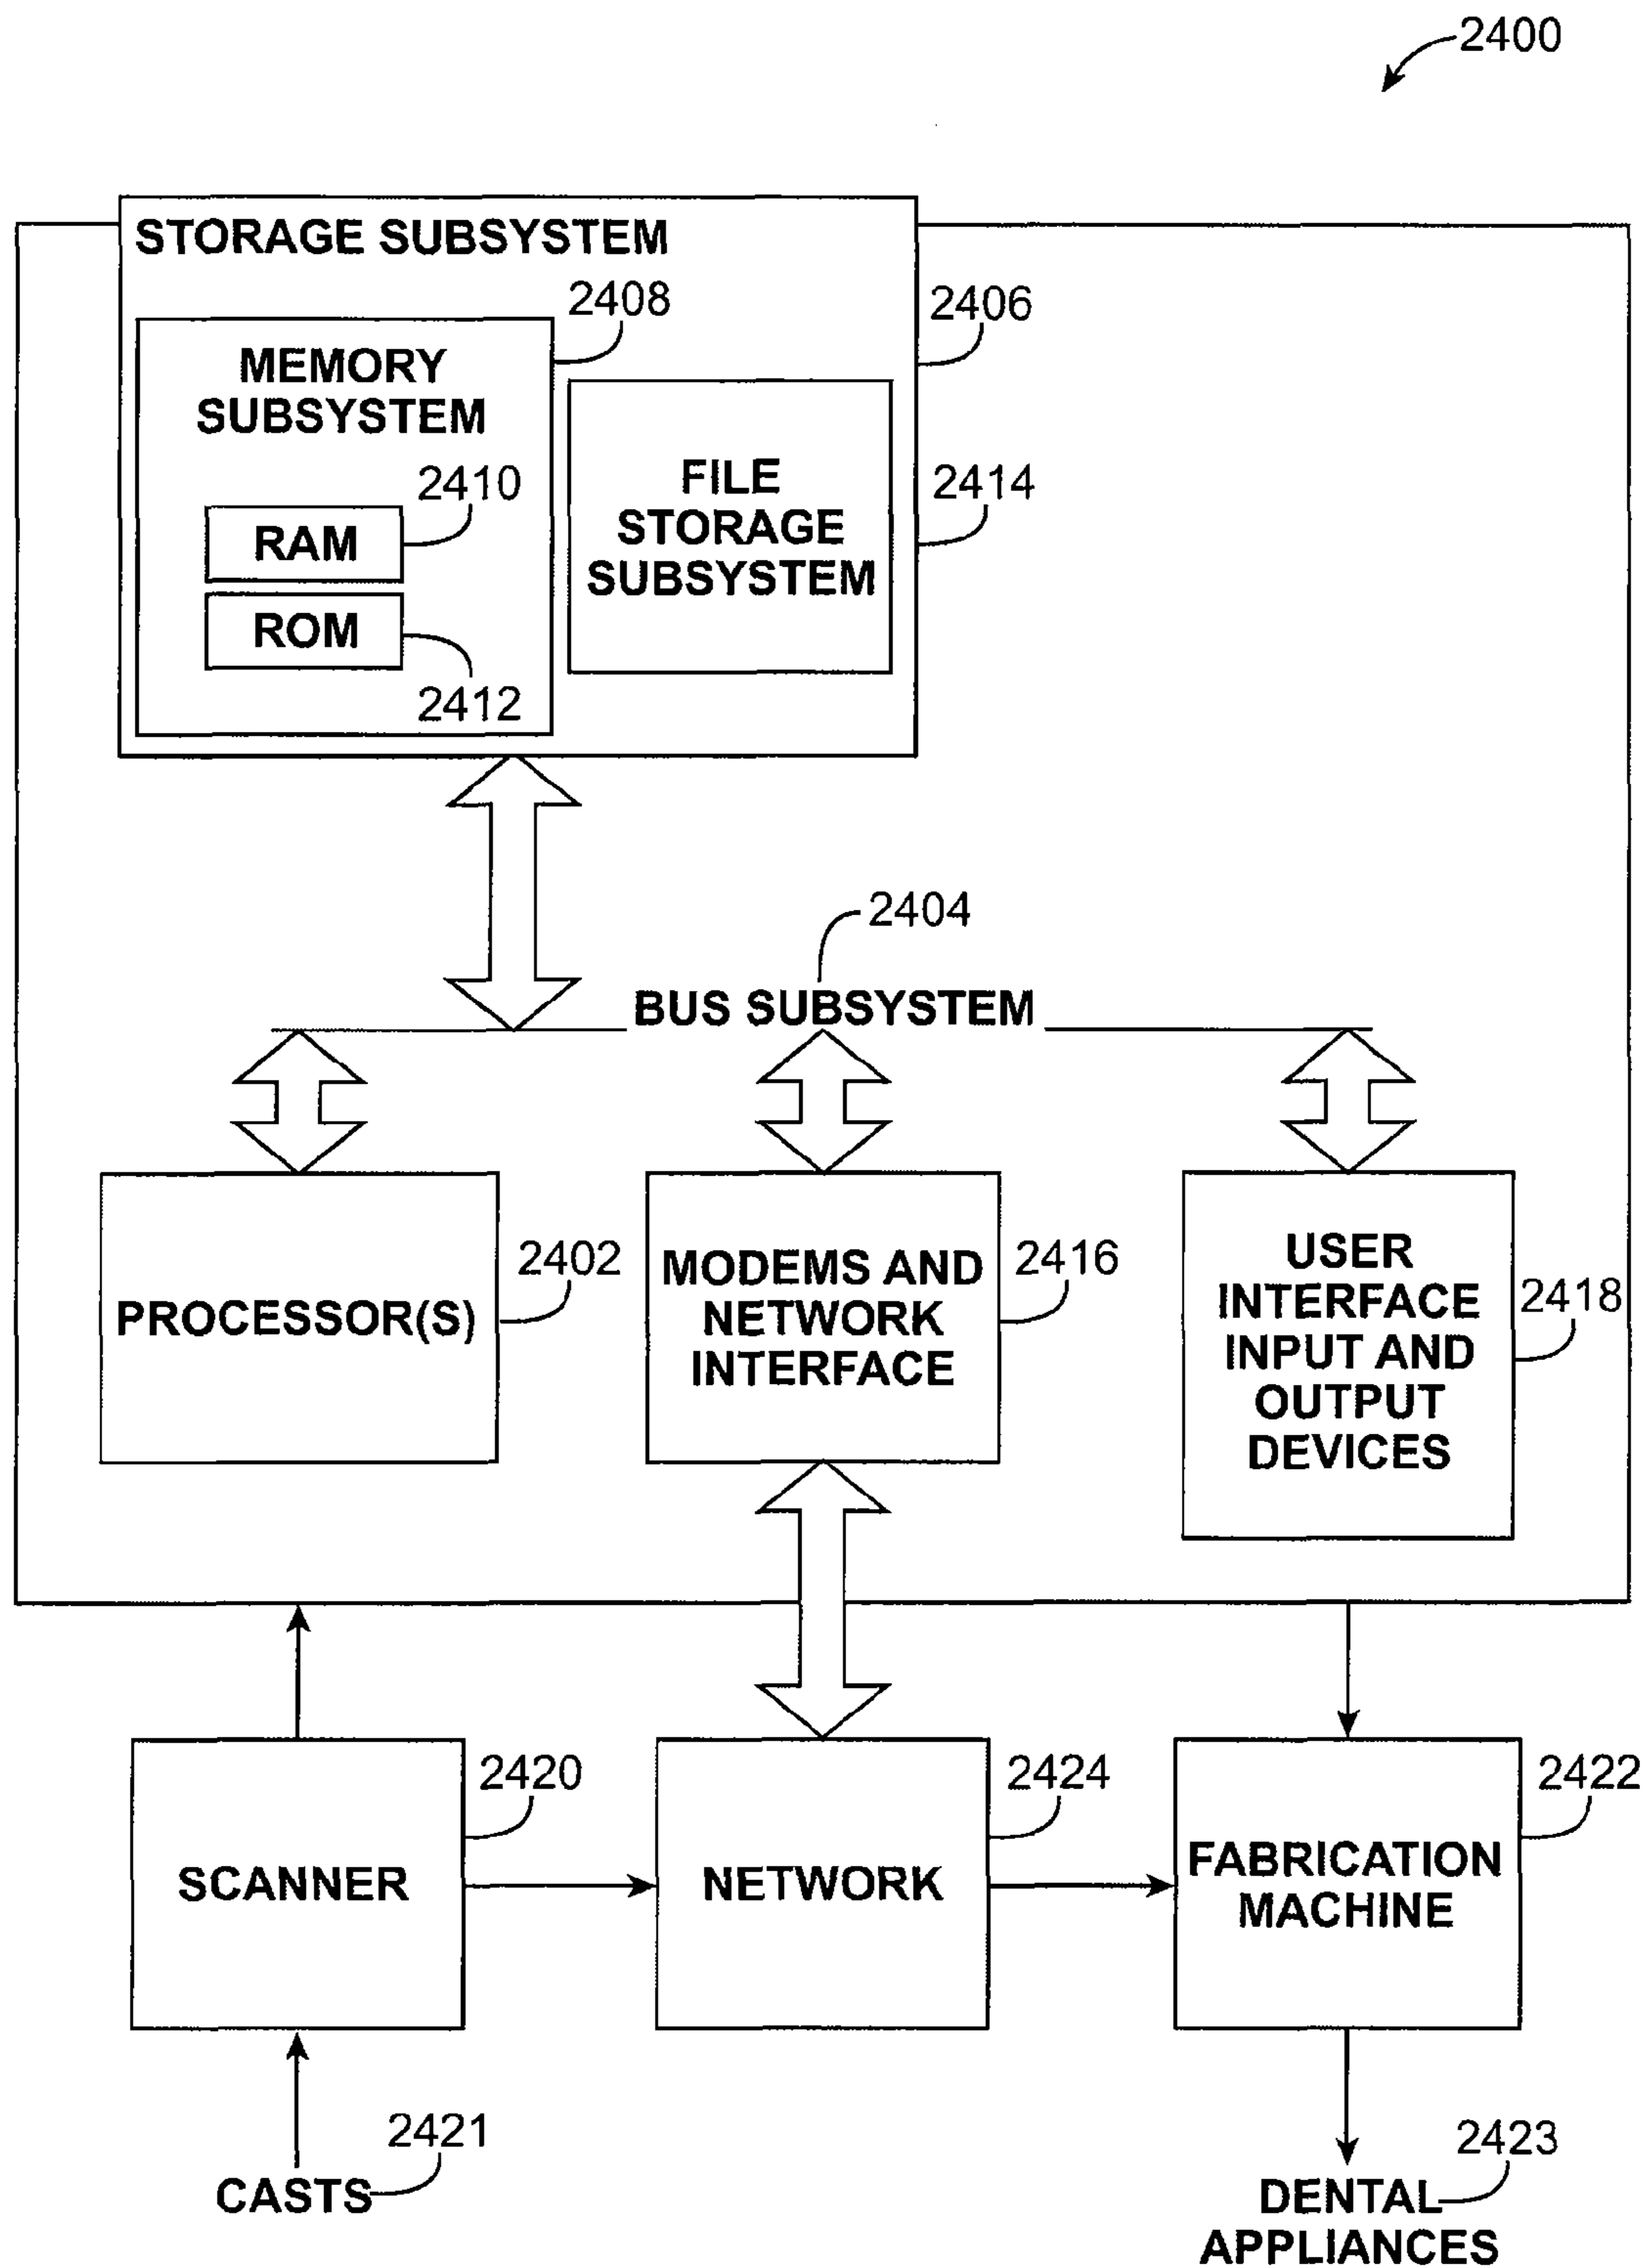 2400
STORAGE SUBSYSTEM
2408
2406
MEMORY
SUBSYSTEM
2410
RAM
ROM
2412
2414
FILE
STORAGE
SUBSYSTEM
2404
BUS SUBSYSTEM
PROCESSOR(S)
2402
MODEMS AND
NETWORK
INTERFACE
2416
USER
INTERFACE
INPUT AND
OUTPUT
DEVICES
2418
SCANNER
2420
NETWORK
2424
FABRICATION
MACHINE
2422
CASTS
2421
DENTAL
APPLIANCES
2423